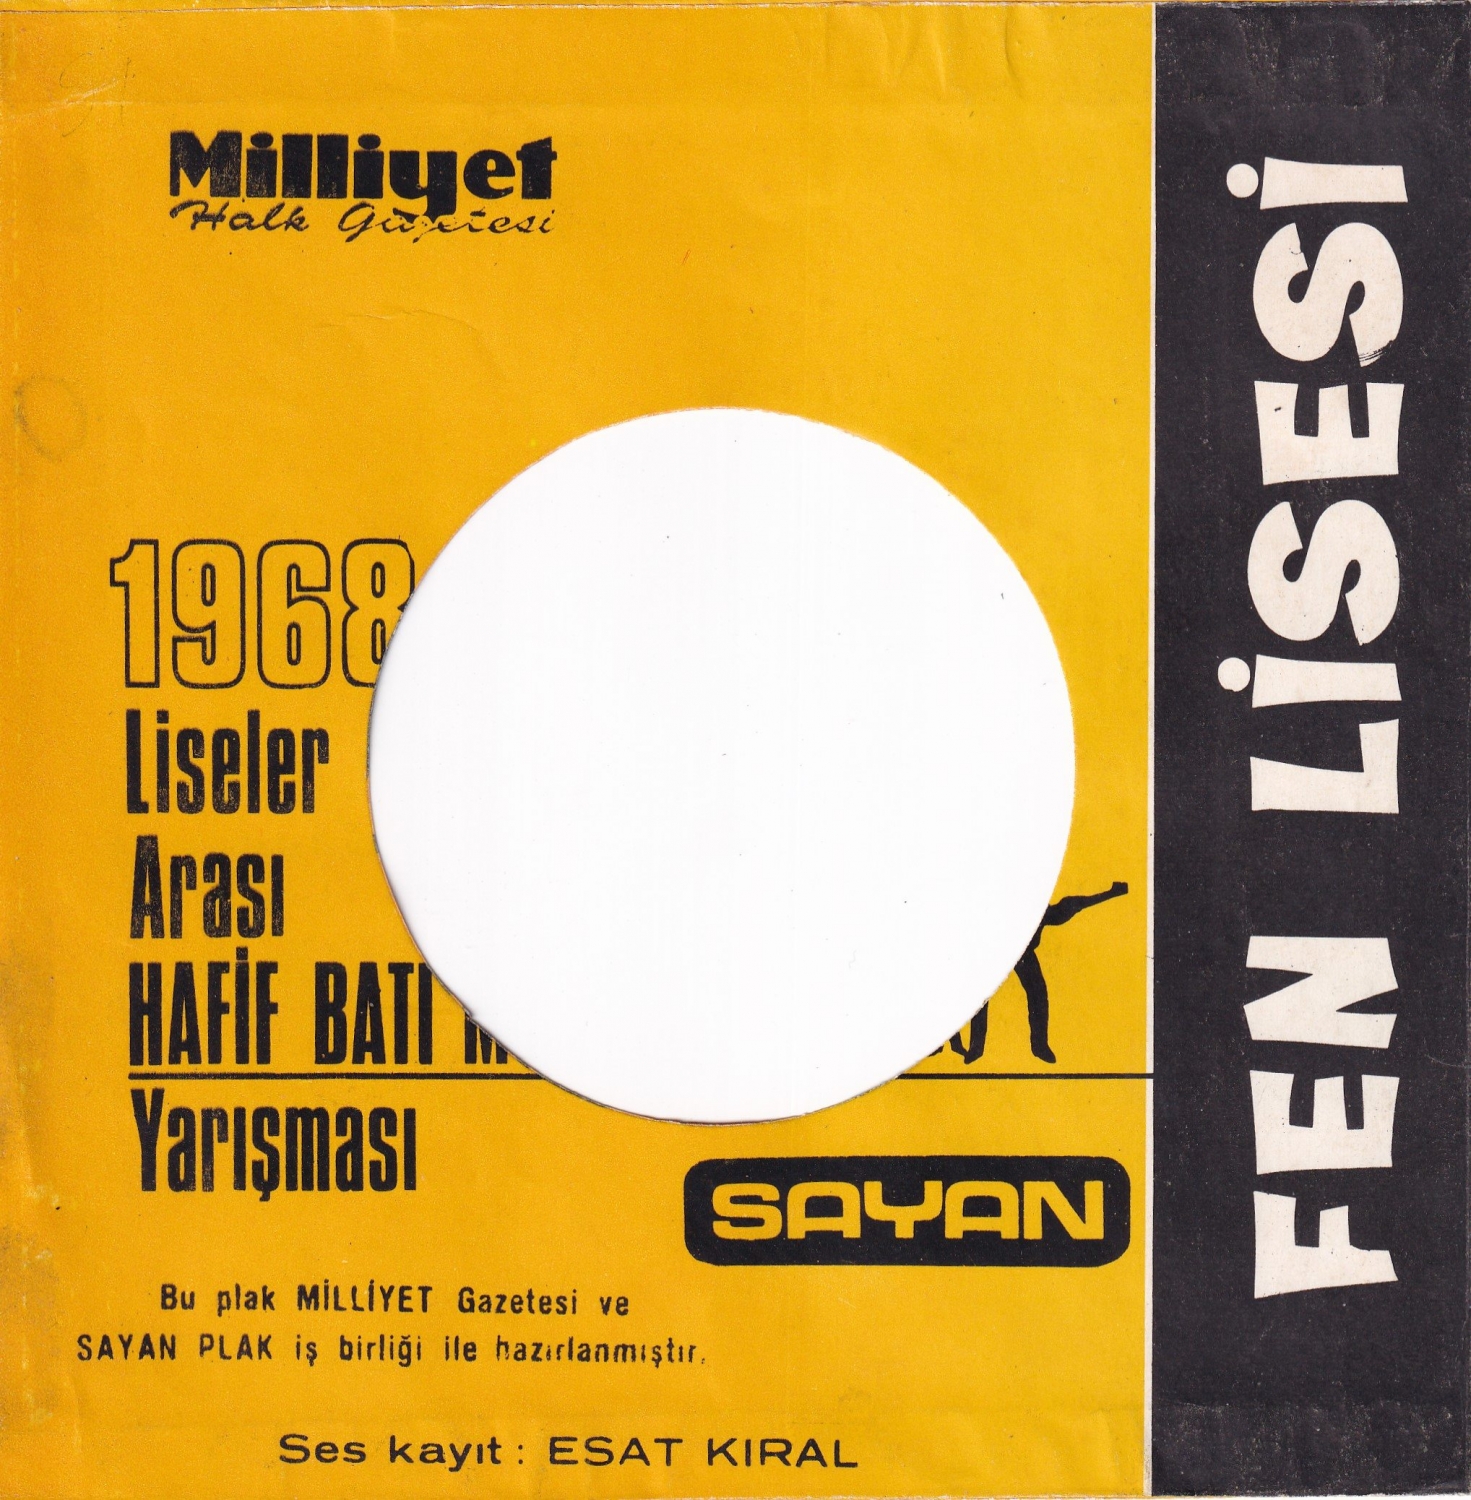 Milliyet
Halk Gazetesi
1968
Liseler
Arası
HAFİF BATI
Yarışması
SAYAN
Bu plak MİLLİYET Gazetesi ve
SAYAN PLAK iş birliği ile hazırlanmıştır.
Ses kayıt : ESAT KIRAL
FEN LİSESİ